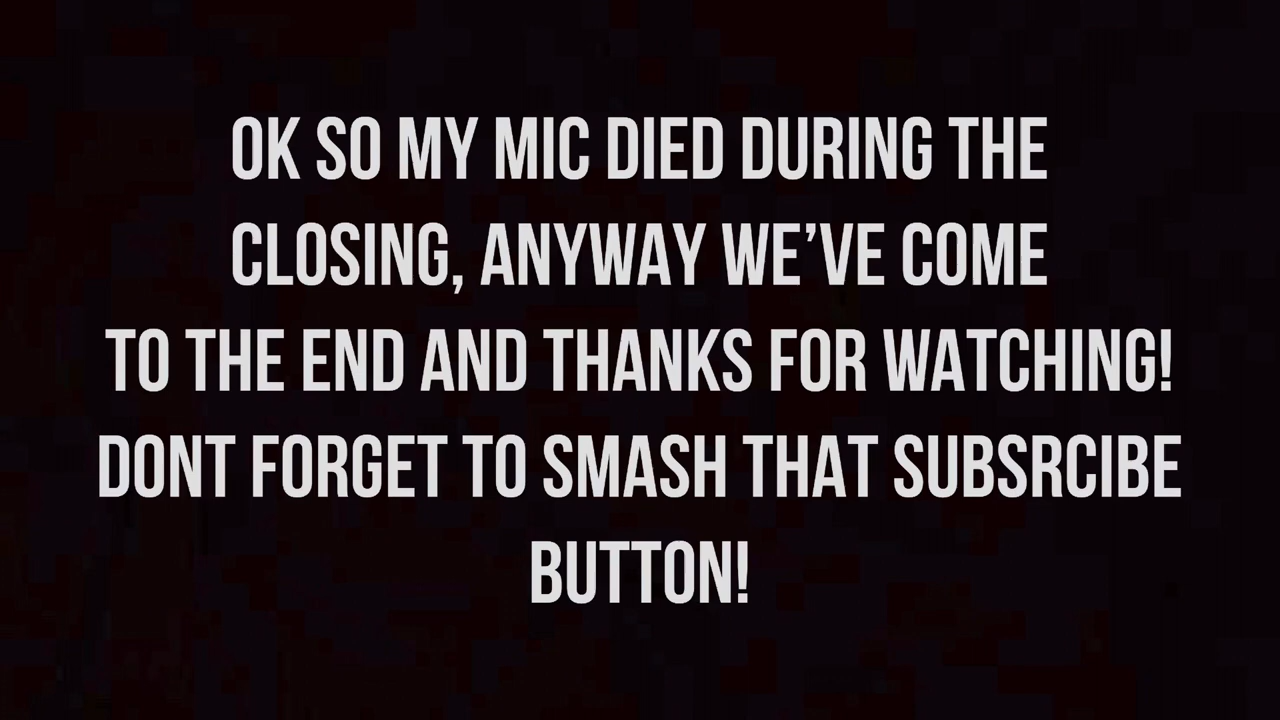 OK SO MY MIC DIED DURING THE
CLOSING, ANYWAY WE’VE COME
TO THE END AND THANKS FOR WATCHING!
DONT FORGET TO SMASH THAT SUBSRCIBE
BUTTON!